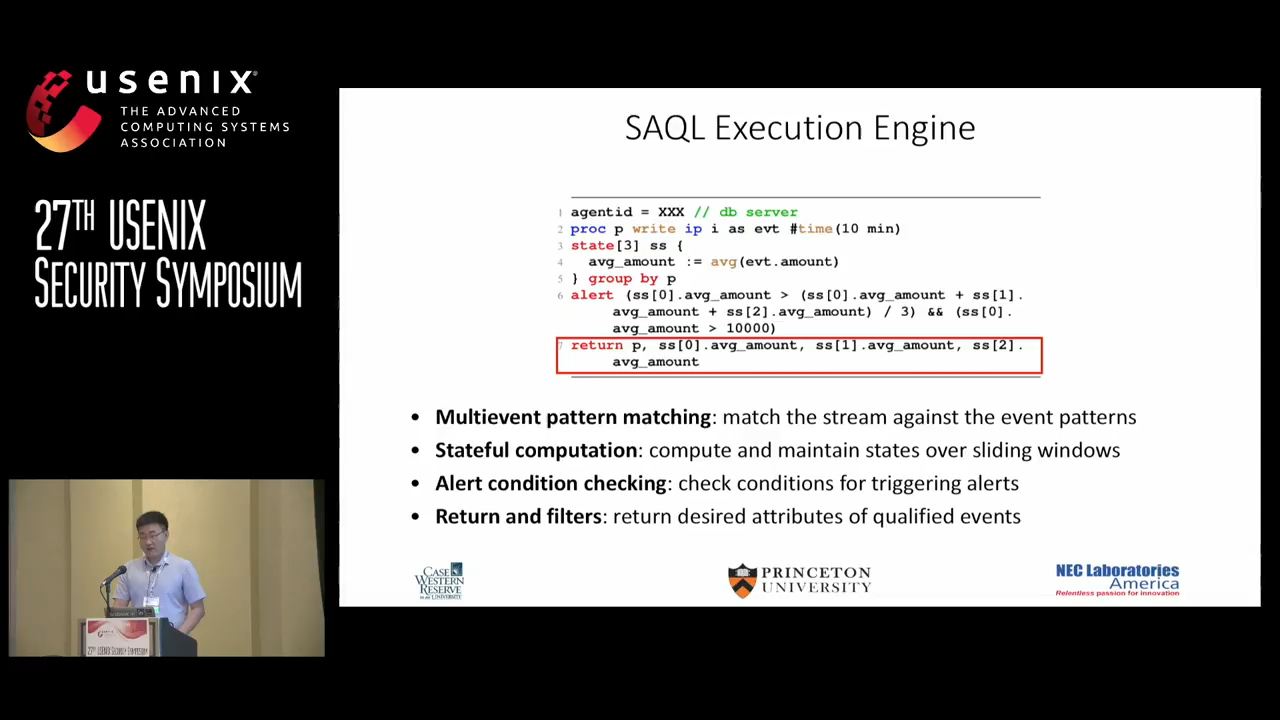 usenix
THE ADVANCED
COMPUTING SYSTEMS
ASSOCIATION
27TH USENIX
SECURITY SYMPOSIUM
SAQL Execution Engine
1 agentid = XXX // db server
2 proc p write ip i as evt #time(10 min)
3 state[3] ss {
4 avg_amount := avg(evt.amount)
5 } group by p
6 alert (ss[0].avg_amount > (ss[0].avg_amount + ss[1].
avg_amount + ss[2].avg_amount) / 3) && (ss[0].
avg_amount > 10000)
7 return p, ss[0].avg_amount, ss[1].avg_amount, ss[2].
avg_amount
• Multievent pattern matching: match the stream against the event patterns
• Stateful computation: compute and maintain states over sliding windows
• Alert condition checking: check conditions for triggering alerts
• Return and filters: return desired attributes of qualified events
CASE
WESTERN
RESERVE
UNIVERSITY
PRINCETON
UNIVERSITY
NEC Laboratories
America
Relentless passion for innovation
usenix
27TH USENIX SECURITY SYMPOSIUM